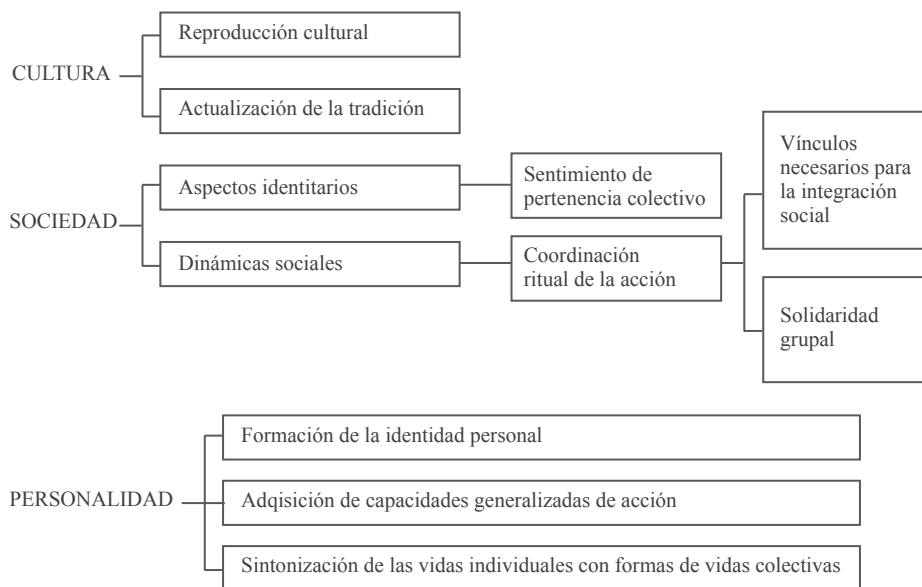 CULTURA
Reproducción cultural
Actualización de la tradición
SOCIEDAD
Aspectos identitarios
Sentimiento de
pertenencia colectivo
Dinámicas sociales
Coordinación
ritual de la acción
Vínculos
necesarios para
la integración
social
Solidaridad
grupal
PERSONALIDAD
Formación de la identidad personal
Adqisición de capacidades generalizadas de acción
Sintonización de las vidas individuales con formas de vidas colectivas